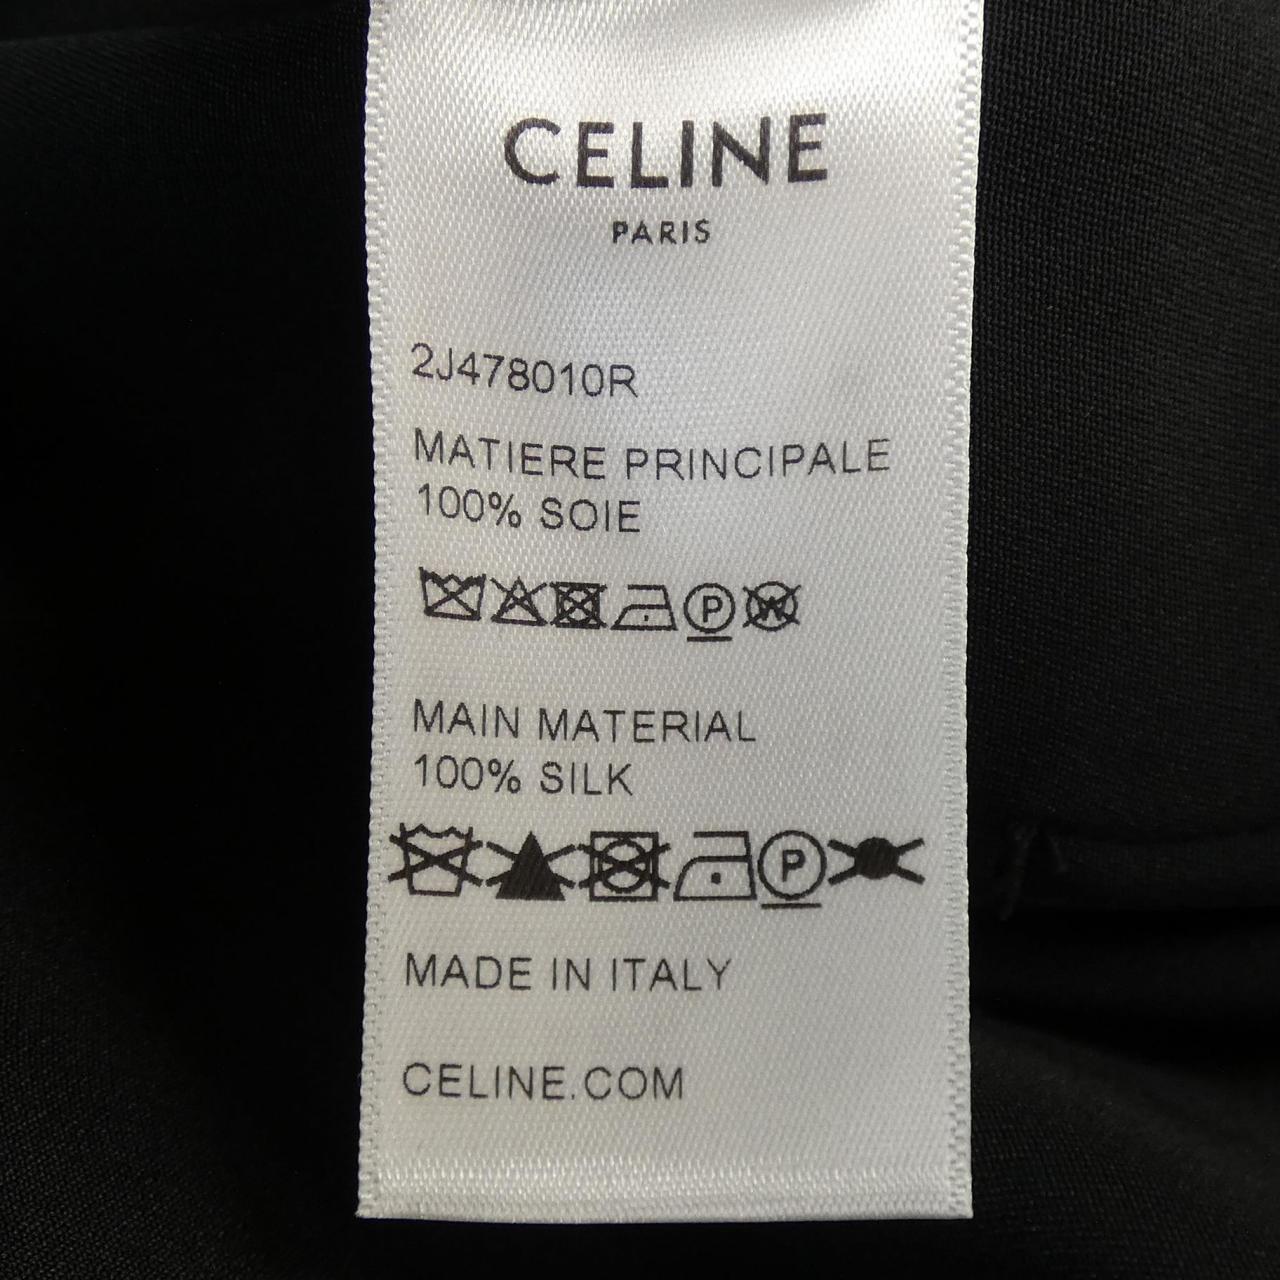 CELINE
PARIS
2J478010R
MATIERE PRINCIPALE
100% SOIE
P W
MAIN MATERIAL
100% SILK
P
MADE IN ITALY
CELINE.COM